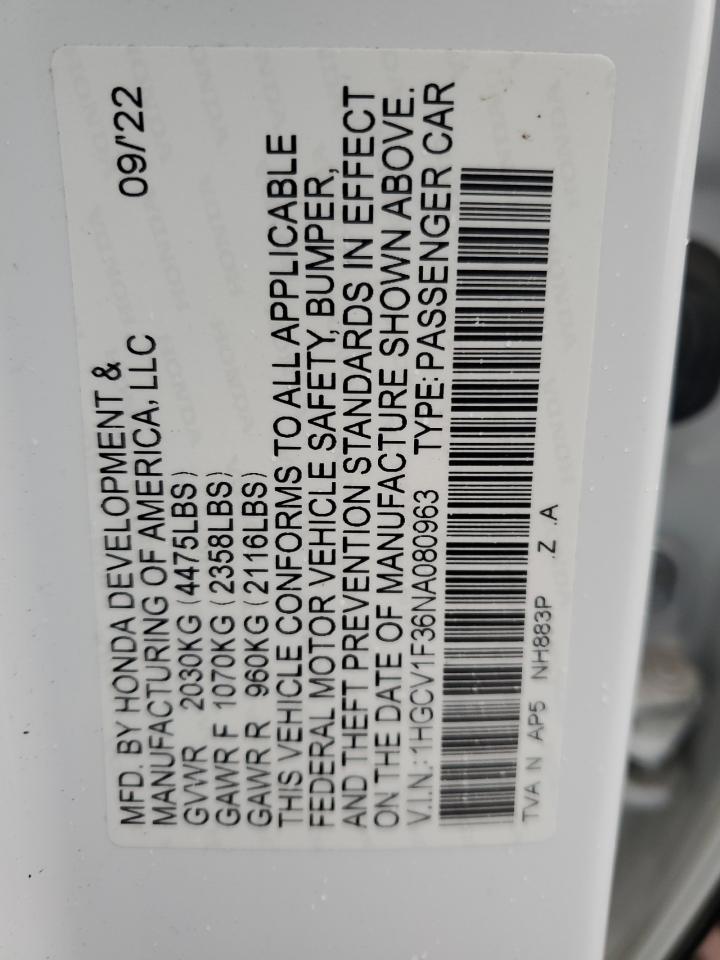 MFD. BY HONDA DEVELOPMENT & 09/'22
MANUFACTURING OF AMERICA, LLC
GVWR 2030KG (4475LBS)
GAWR F 1070KG (2358LBS)
GAWR R 960KG (2116LBS)
THIS VEHICLE CONFORMS TO ALL APPLICABLE
FEDERAL MOTOR VEHICLE SAFETY, BUMPER,
AND THEFT PREVENTION STANDARDS IN EFFECT
ON THE DATE OF MANUFACTURE SHOWN ABOVE.
V.I.N.: 1HGCV1F36NA080963 TYPE: PASSENGER CAR
TVA N AP5 NH883P .Z .A